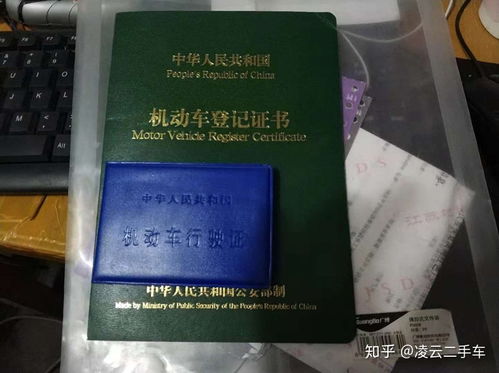 中华人民共和国
People's Republic of China
机动车登记证书
Motor Vehicle Register Certificate
中华人民共和国
机动车行驶证
中华人民共和国公安部制
Made by Ministry of Public Security of the People's Republic of China
知乎 @凌云二手车